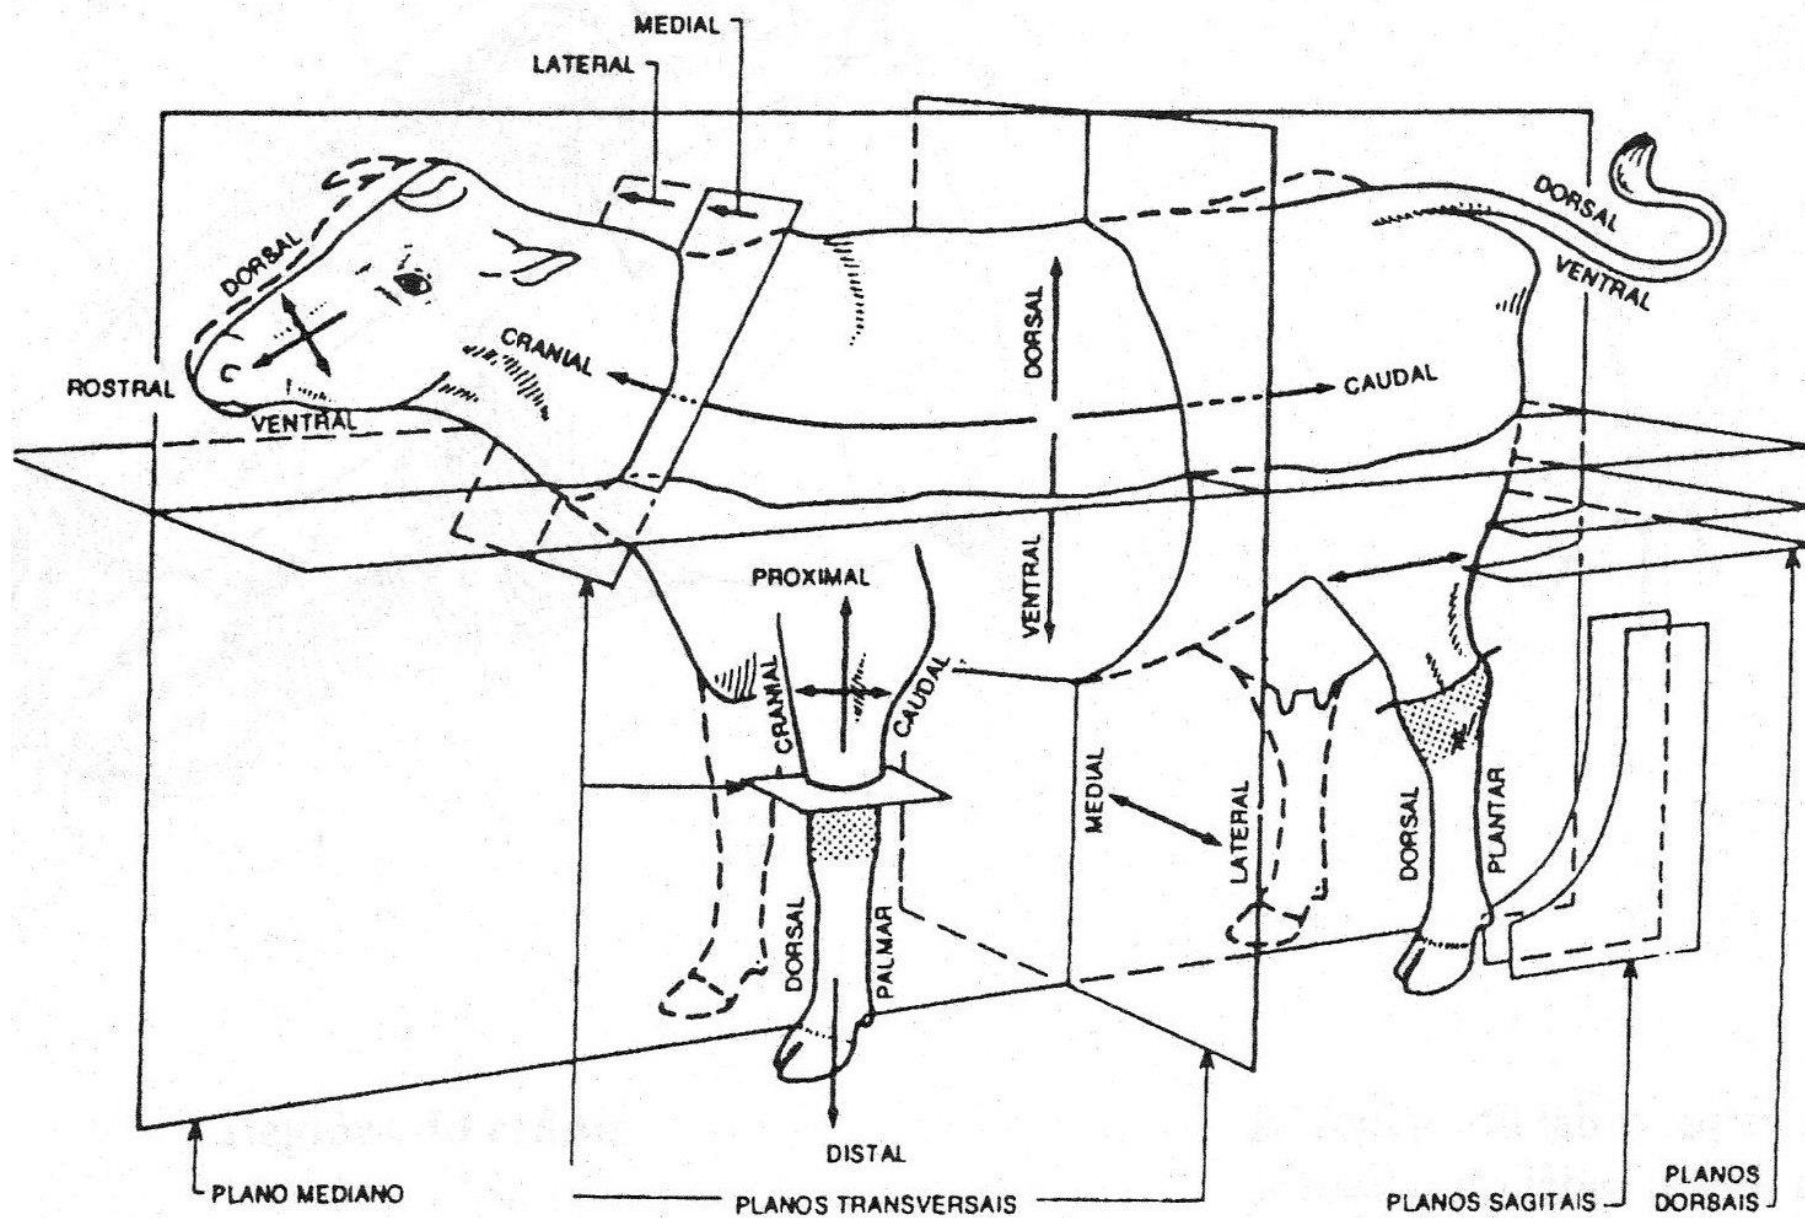 MEDIAL
LATERAL
DORSAL
DORSAL
VENTRAL
DORSAL
CRANIAL
CAUDAL
ROSTRAL
VENTRAL
VENTRAL
PROXIMAL
CRANIAL
CAUDAL
MEDIAL
LATERAL
DORSAL
PLANTAR
DORSAL
PALMAR
DISTAL
PLANO MEDIANO
PLANOS TRANSVERSAIS
PLANOS SAGITAIS
PLANOS
DORBAIS